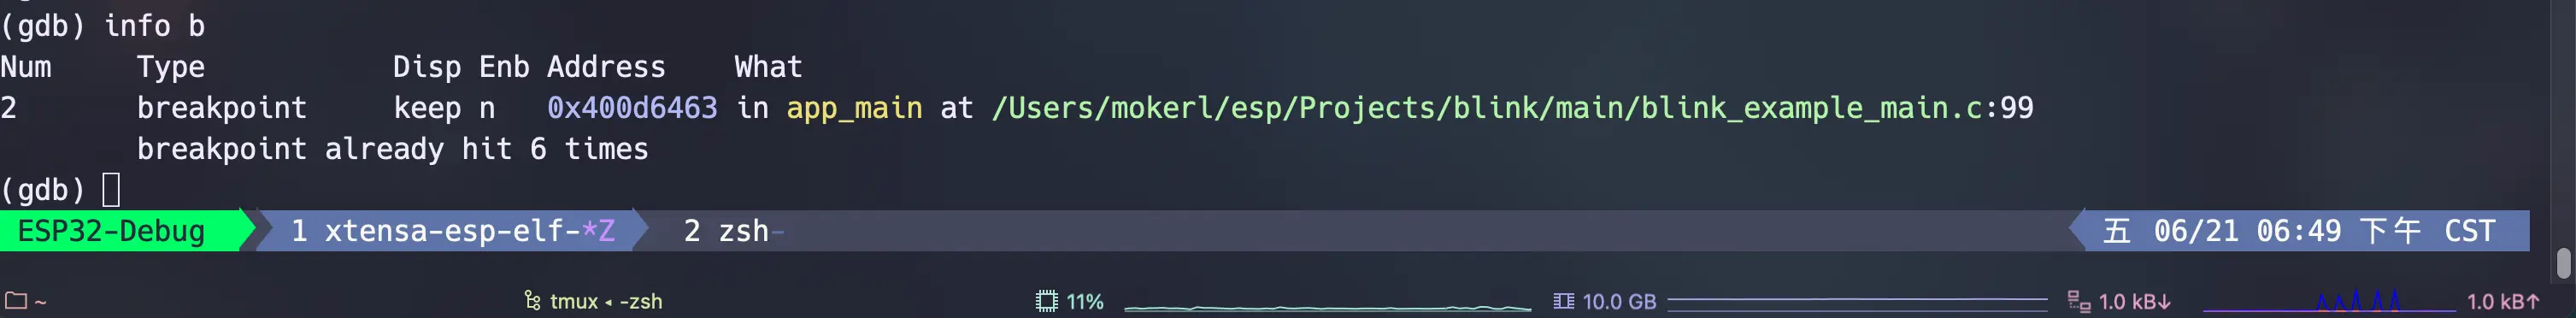 (gdb) info b
Num     Type           Disp Enb Address    What
2       breakpoint     keep n   0x400d6463 in app_main at /Users/mokerl/esp/Projects/blink/main/blink_example_main.c:99
        breakpoint already hit 6 times
(gdb)
ESP32-Debug 1 xtensa-esp-elf-*Z 2 zsh- 五 06/21 06:49 下午 CST
~ tmux ◂ -zsh 11% 10.0 GB 1.0 kB↓ 1.0 kB↑